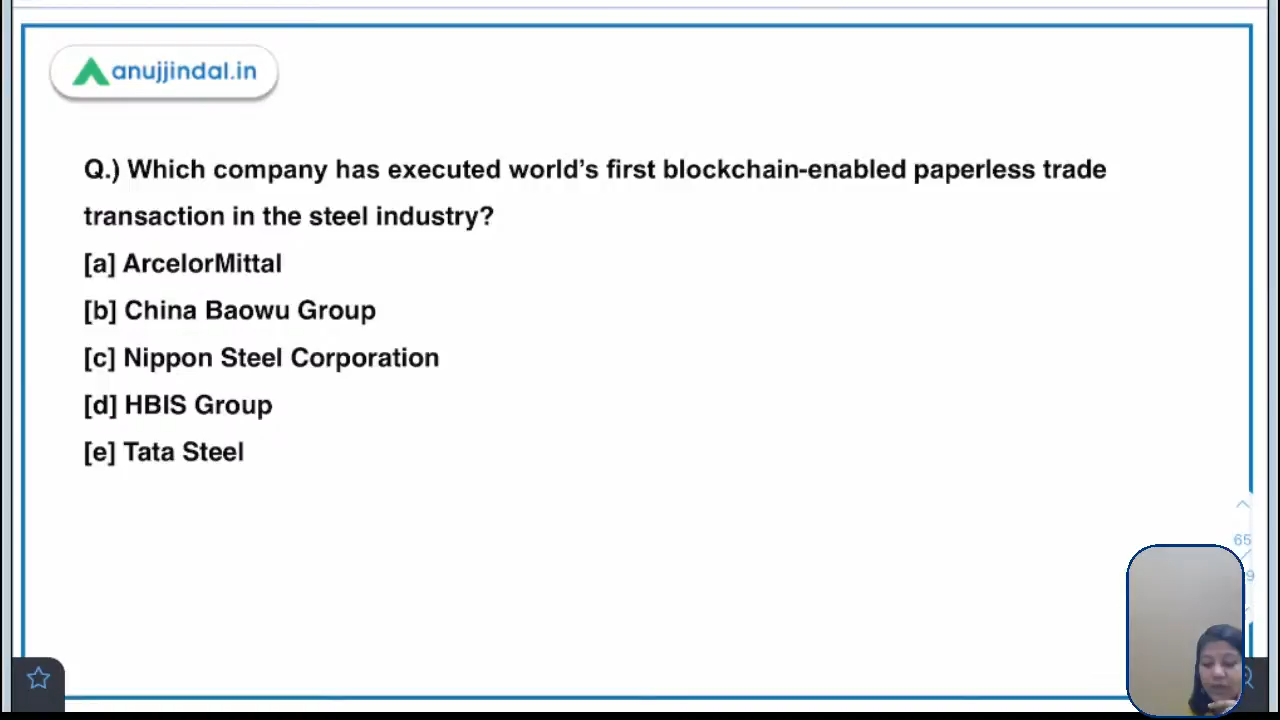 anujjindal.in
Q.) Which company has executed world’s first blockchain-enabled paperless trade
transaction in the steel industry?
[a] ArcelorMittal
[b] China Baowu Group
[c] Nippon Steel Corporation
[d] HBIS Group
[e] Tata Steel
65
9